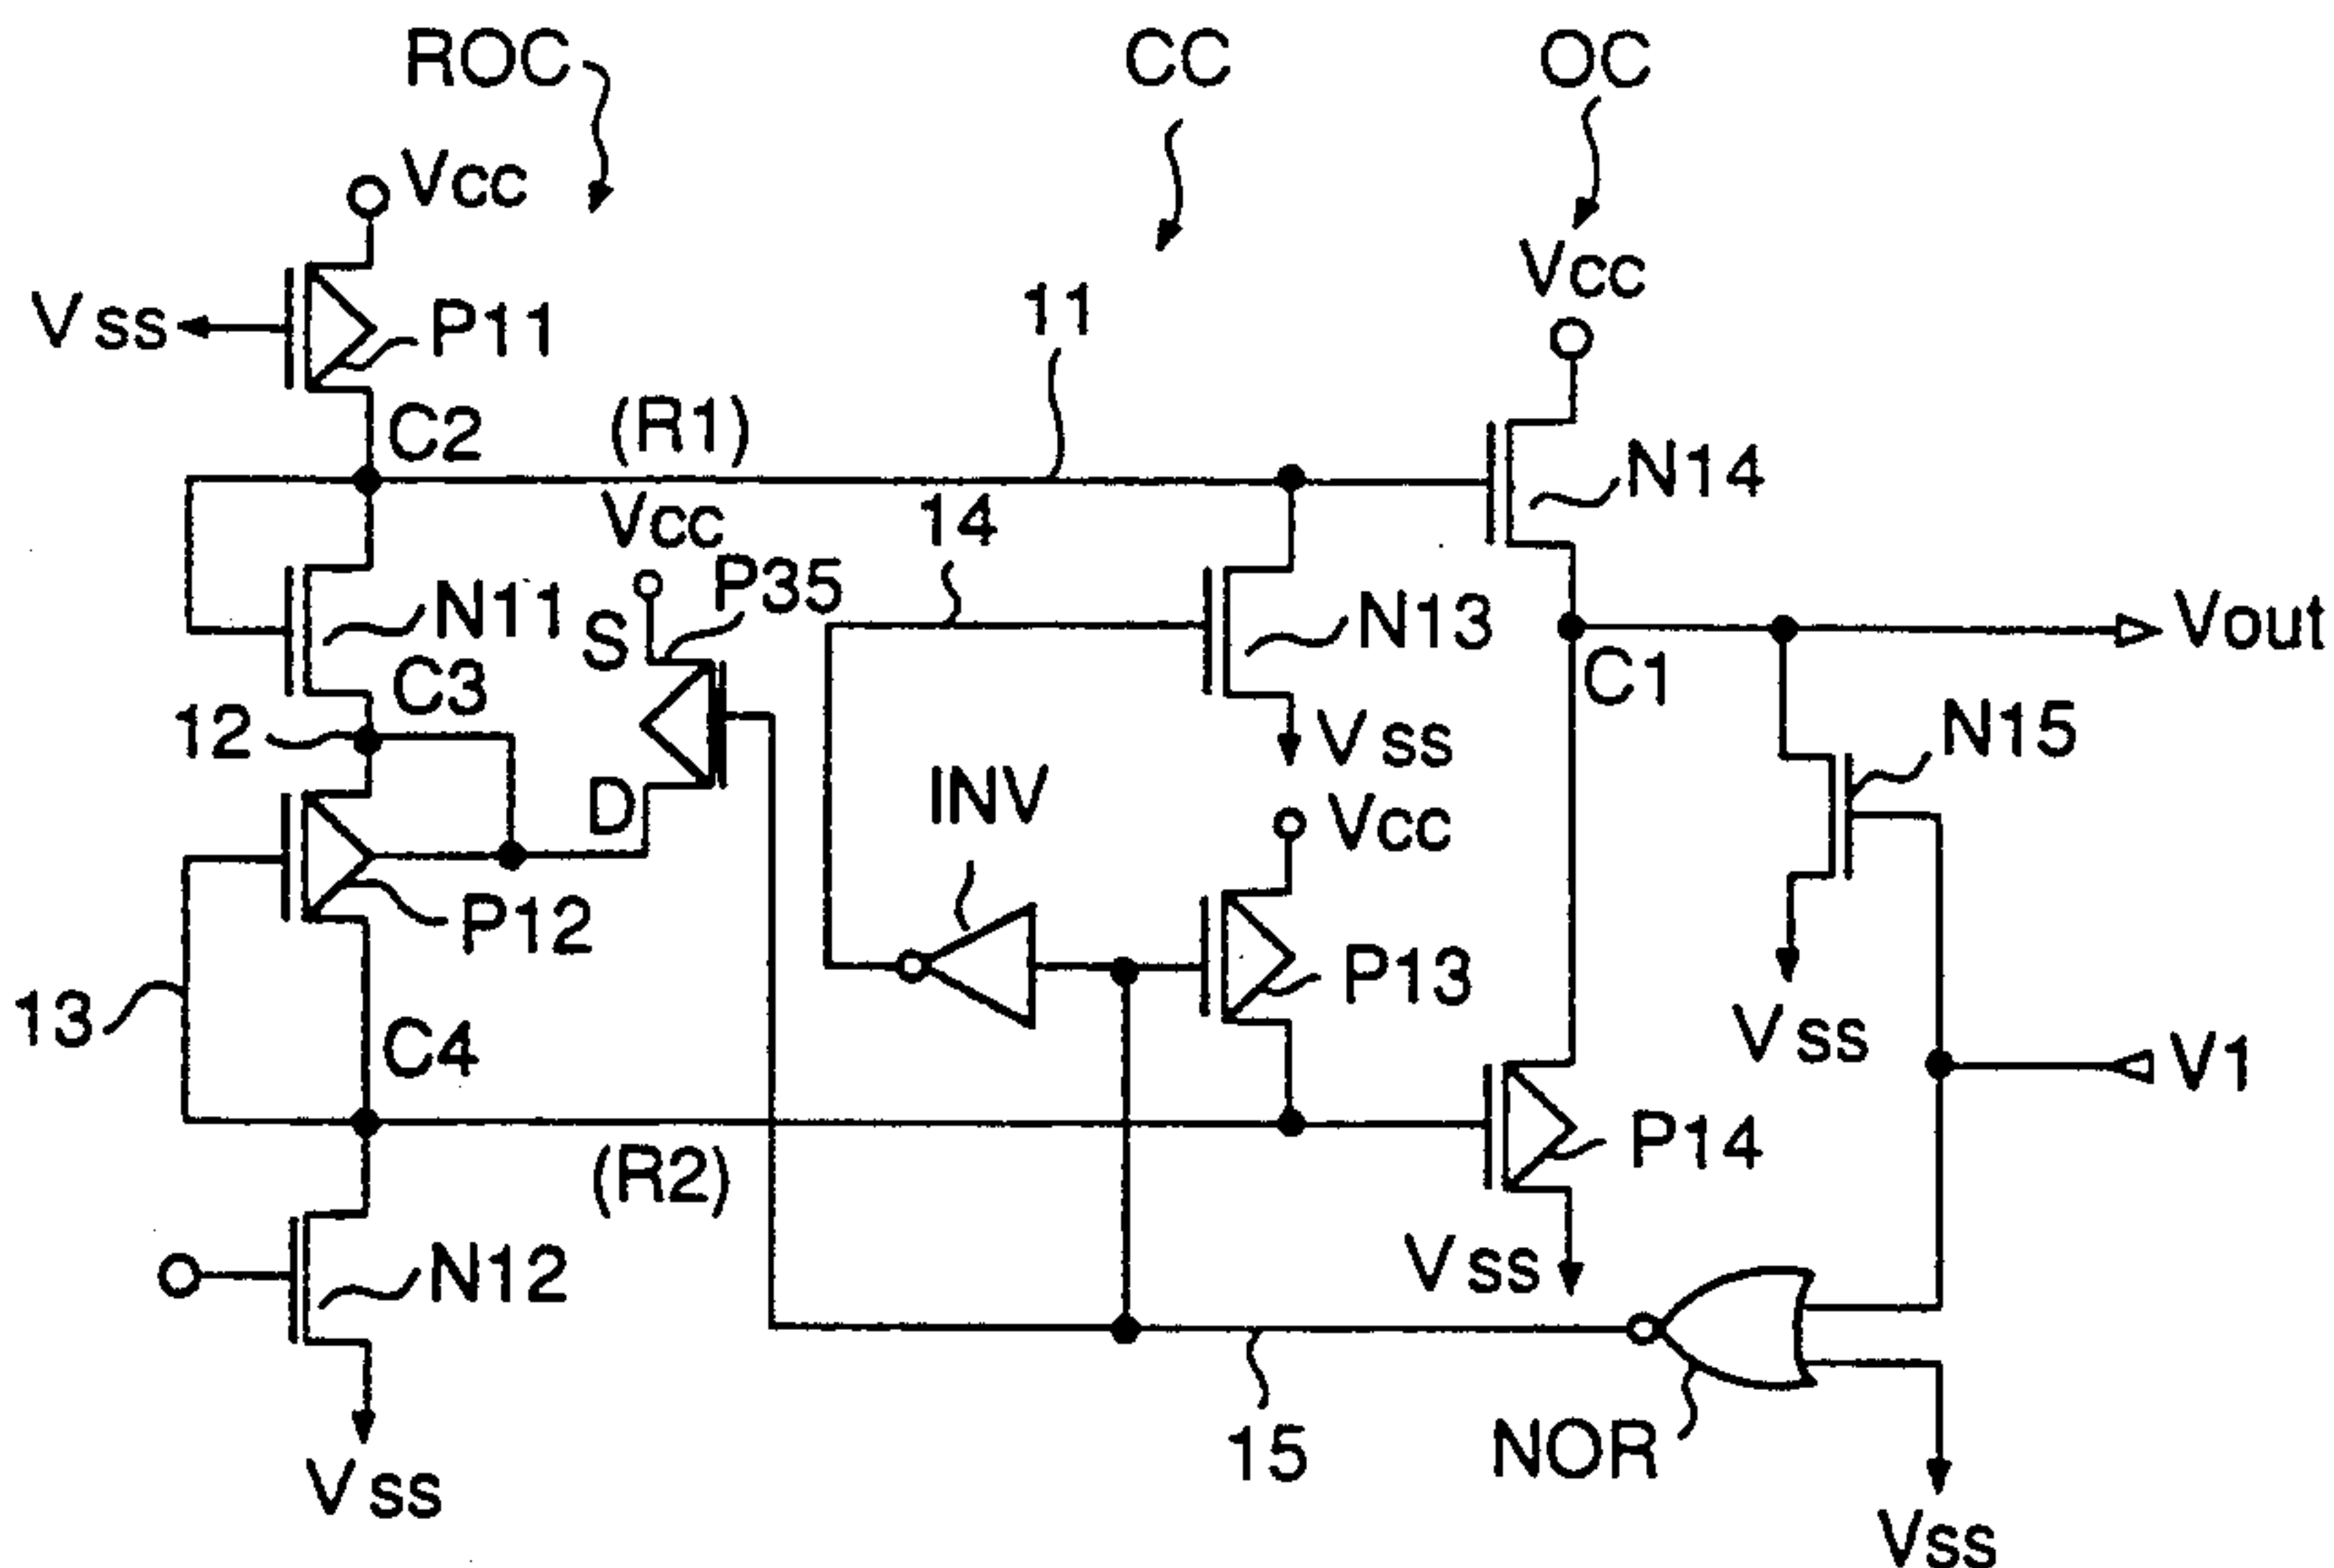 ROC
CC
OC
Vcc
Vcc
Vss
P11
11
C2
(R1)
N14
Vcc
14
P35
N11
S
N13
Vout
C3
C1
12
Vss
N15
D
INV
Vcc
P12
P13
13
C4
Vss
V1
P14
(R2)
N12
Vss
15
NOR
Vss
Vss